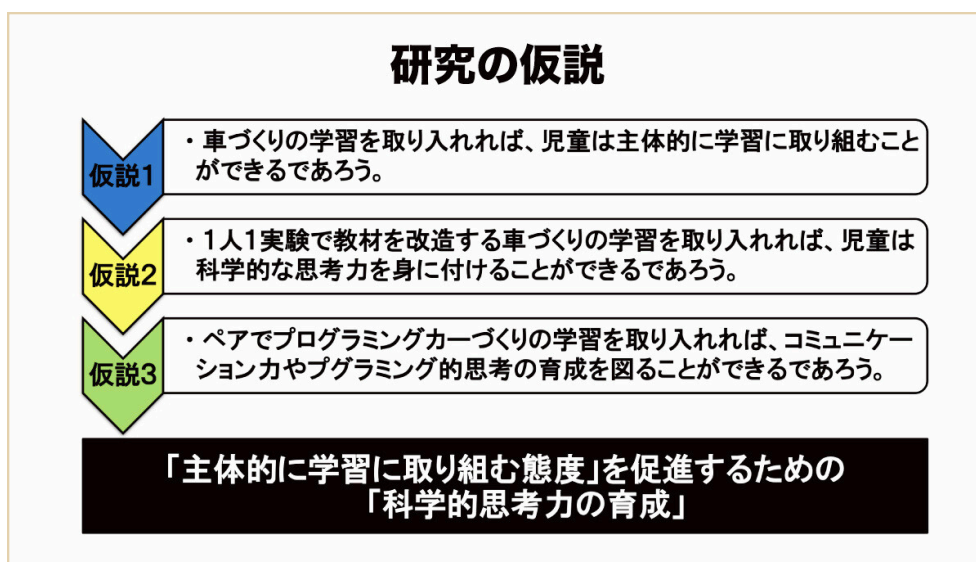 研究の仮説
仮説1
・車づくりの学習を取り入れれば、児童は主体的に学習に取り組むこと
ができるであろう。
仮説2
・1人1実験で教材を改造する車づくりの学習を取り入れれば、児童は
科学的な思考力を身に付けることができるであろう。
仮説3
・ペアでプログラミングカーづくりの学習を取り入れれば、コミュニケー
ション力やプグラミング的思考の育成を図ることができるであろう。
「主体的に学習に取り組む態度」を促進するための
「科学的思考力の育成」